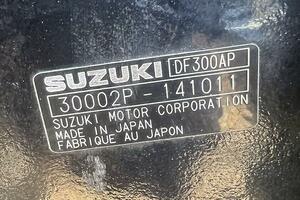 SUZUKI DF300AP
30002P-141011
SUZUKI MOTOR CORPORATION
MADE IN JAPAN
FABRIQUE AU JAPON